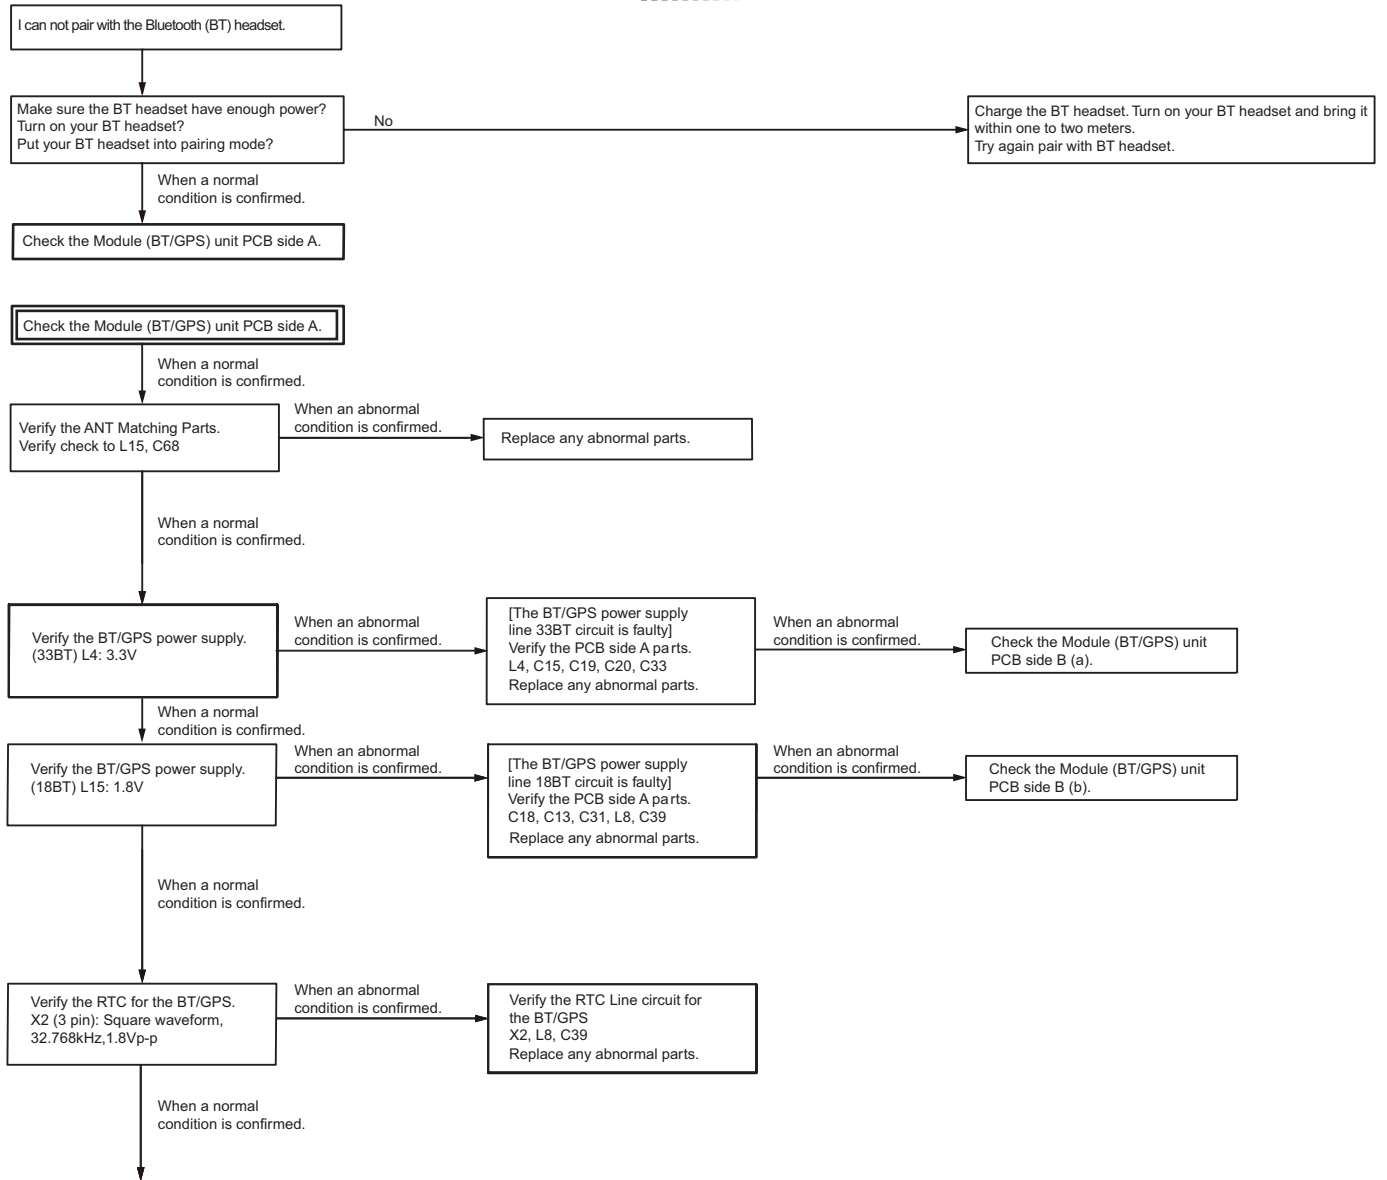 I can not pair with the Bluetooth (BT) headset.
Make sure the BT headset have enough power?
Turn on your BT headset?
Put your BT headset into pairing mode?
No
Charge the BT headset. Turn on your BT headset and bring it
within one to two meters.
Try again pair with BT headset.
When a normal
condition is confirmed.
Check the Module (BT/GPS) unit PCB side A.
Check the Module (BT/GPS) unit PCB side A.
When a normal
condition is confirmed.
Verify the ANT Matching Parts.
Verify check to L15, C68
When an abnormal
condition is confirmed.
Replace any abnormal parts.
When a normal
condition is confirmed.
Verify the BT/GPS power supply.
(33BT) L4: 3.3V
When an abnormal
condition is confirmed.
[The BT/GPS power supply
line 33BT circuit is faulty]
Verify the PCB side A parts.
L4, C15, C19, C20, C33
Replace any abnormal parts.
When an abnormal
condition is confirmed.
Check the Module (BT/GPS) unit
PCB side B (a).
When a normal
condition is confirmed.
Verify the BT/GPS power supply.
(18BT) L15: 1.8V
When an abnormal
condition is confirmed.
[The BT/GPS power supply
line 18BT circuit is faulty]
Verify the PCB side A parts.
C18, C13, C31, L8, C39
Replace any abnormal parts.
When an abnormal
condition is confirmed.
Check the Module (BT/GPS) unit
PCB side B (b).
When a normal
condition is confirmed.
Verify the RTC for the BT/GPS.
X2 (3 pin): Square waveform,
32.768kHz,1.8Vp-p
When an abnormal
condition is confirmed.
Verify the RTC Line circuit for
the BT/GPS
X2, L8, C39
Replace any abnormal parts.
When a normal
condition is confirmed.